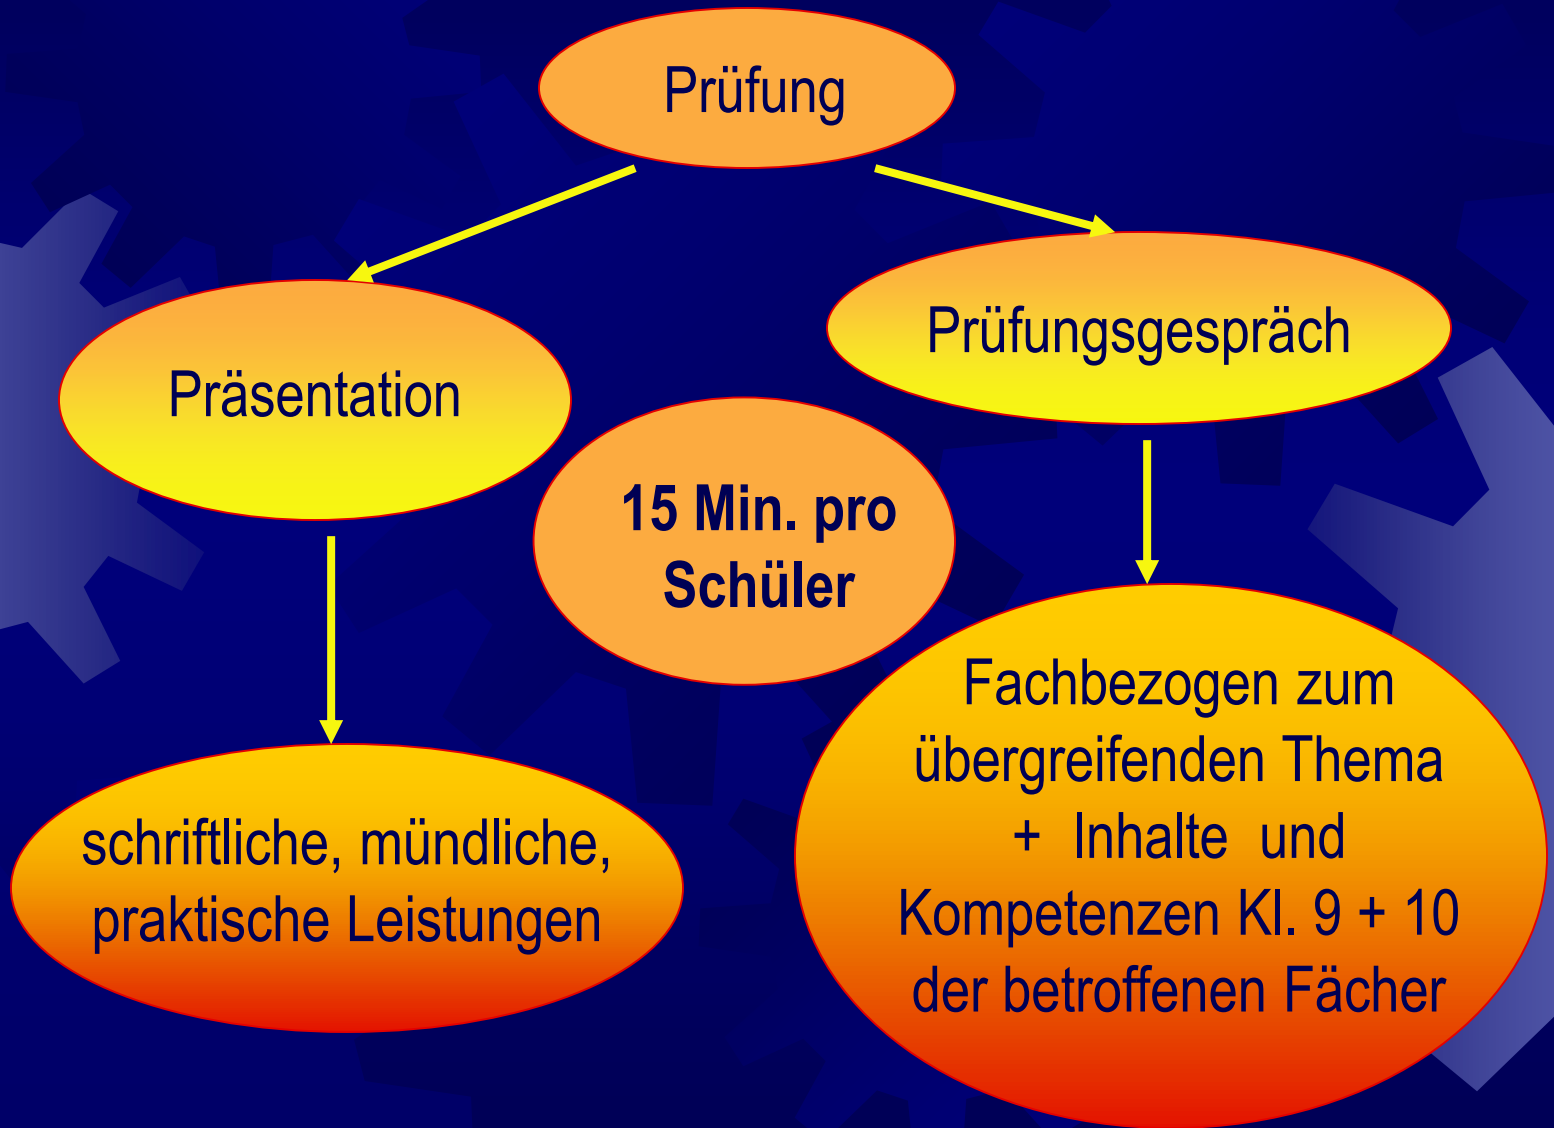 Prüfung
Präsentation
Prüfungsgespräch
15 Min. pro
Schüler
schriftliche, mündliche,
praktische Leistungen
Fachbezogen zum
übergreifenden Thema
+ Inhalte und
Kompetenzen Kl. 9 + 10
der betroffenen Fächer